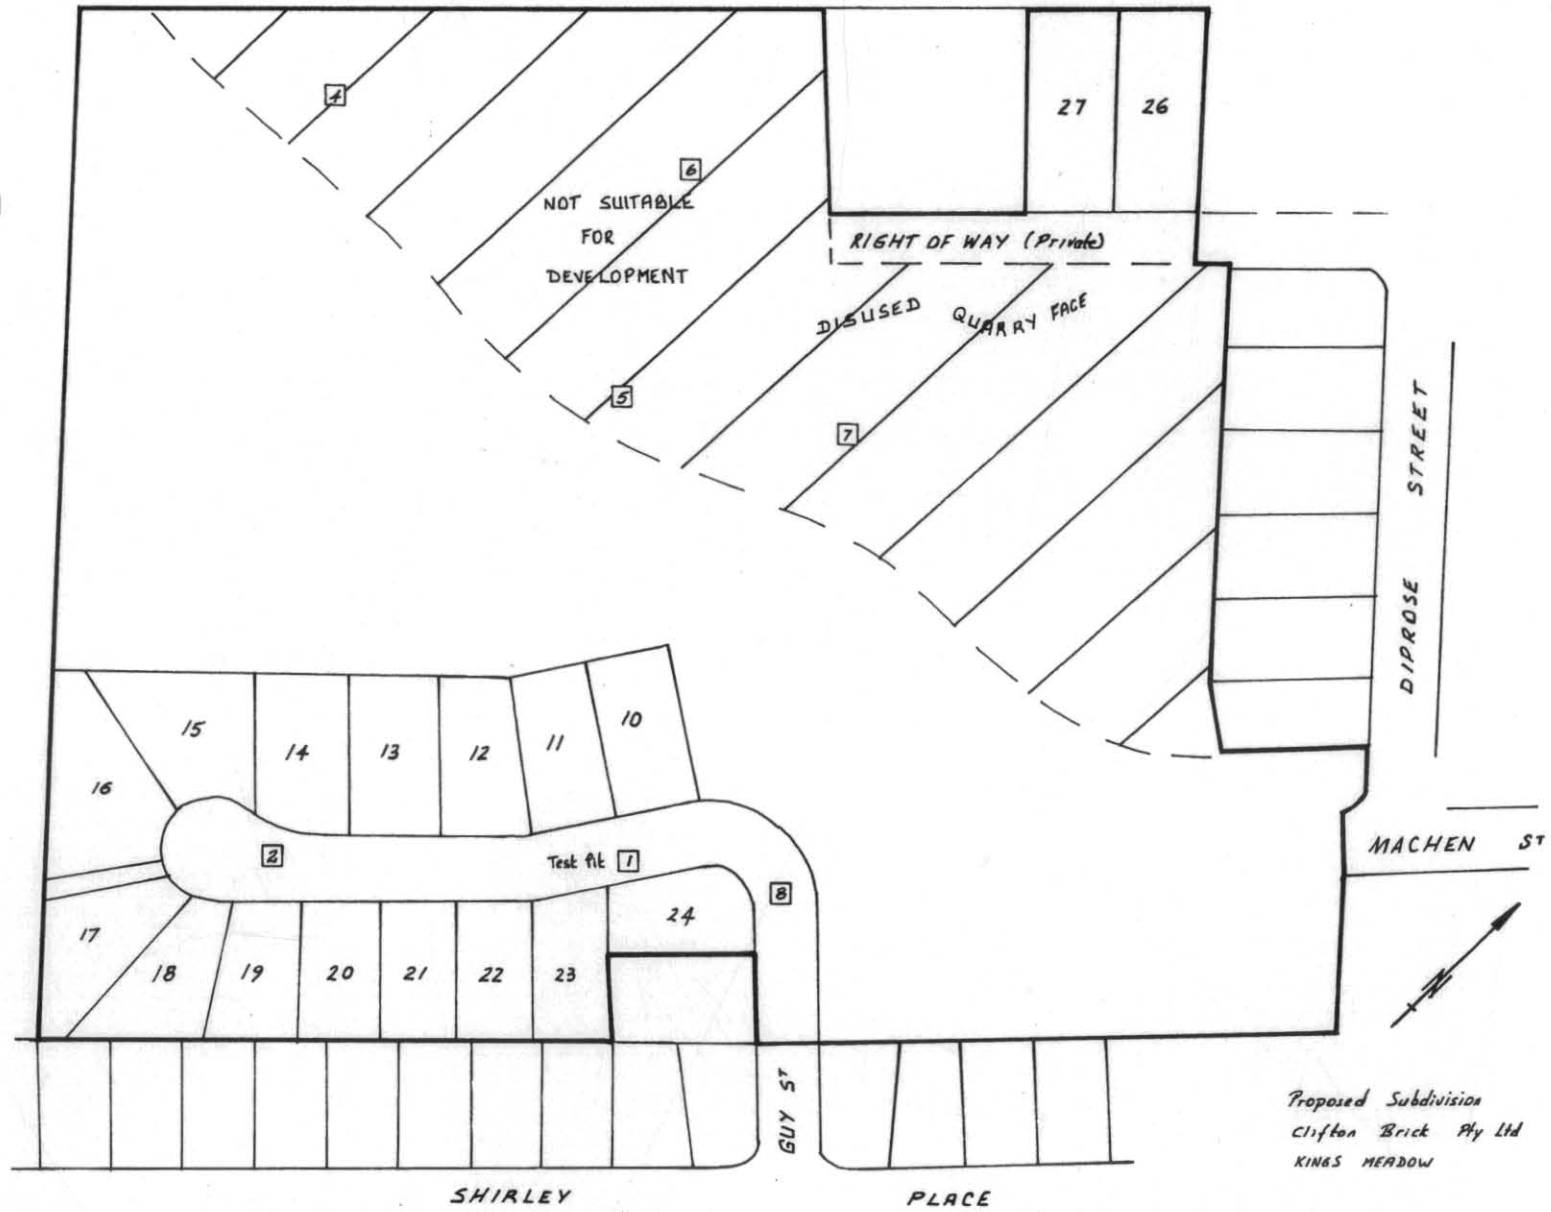 4
27
26
6
NOT SUITABLE
FOR
DEVELOPMENT
RIGHT OF WAY (Private)
DISUSED QUARRY FACE
5
7
DIPROSE STREET
15
14
13
12
11
10
16
2
Test Pit 1
8
MACHEN ST
24
17
18
19
20
21
22
23
N
GUY ST
Proposed Subdivision
Clifton Brick Pty Ltd
KINGS MEADOW
SHIRLEY PLACE